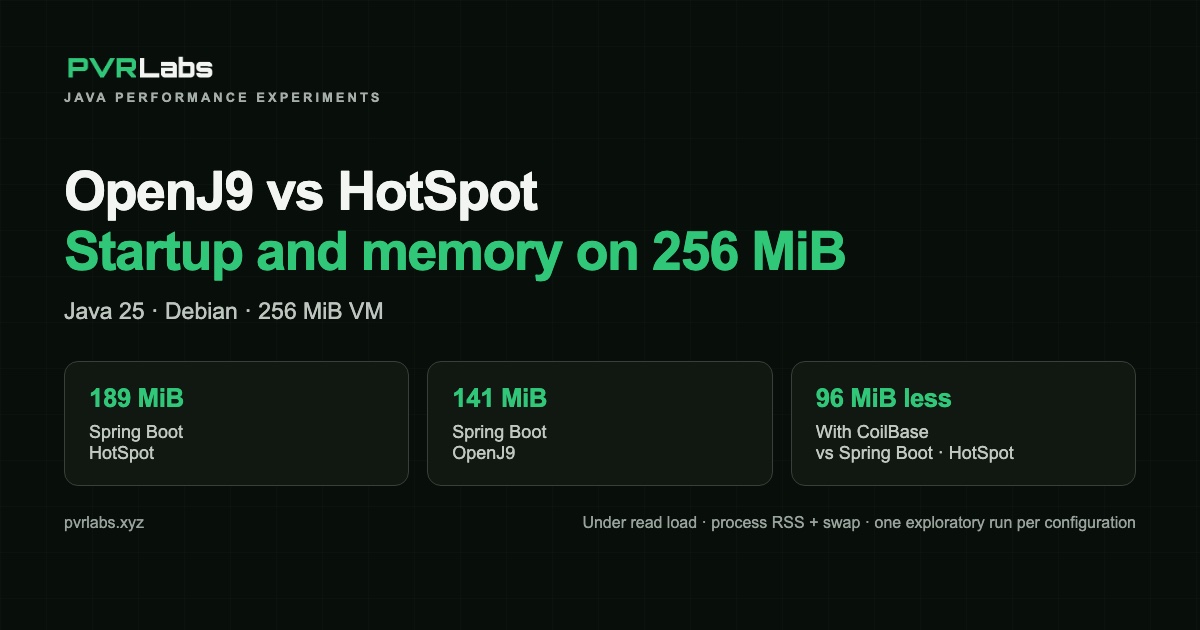 PVRLabs
JAVA PERFORMANCE EXPERIMENTS
OpenJ9 vs HotSpot
Startup and memory on 256 MiB
Java 25 · Debian · 256 MiB VM
189 MiB
Spring Boot
HotSpot
141 MiB
Spring Boot
OpenJ9
96 MiB less
With CoilBase
vs Spring Boot · HotSpot
pvrlabs.xyz
Under read load · process RSS + swap · one exploratory run per configuration